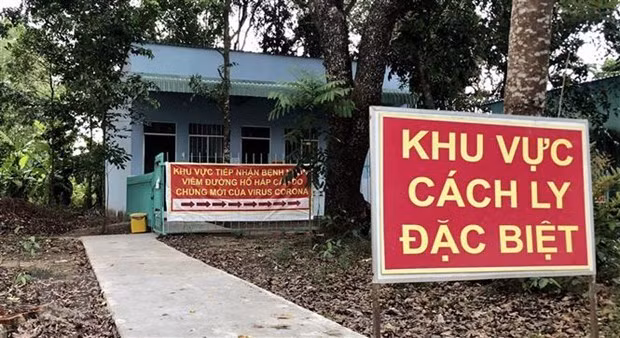 KHU VỰC TIẾP NHẬN BỆNH
VIÊM ĐƯỜNG HÔ HẤP CẤP DO
CHỦNG MỚI CỦA VIRUS CORONA
KHU VỰC
CÁCH LY
ĐẶC BIỆT